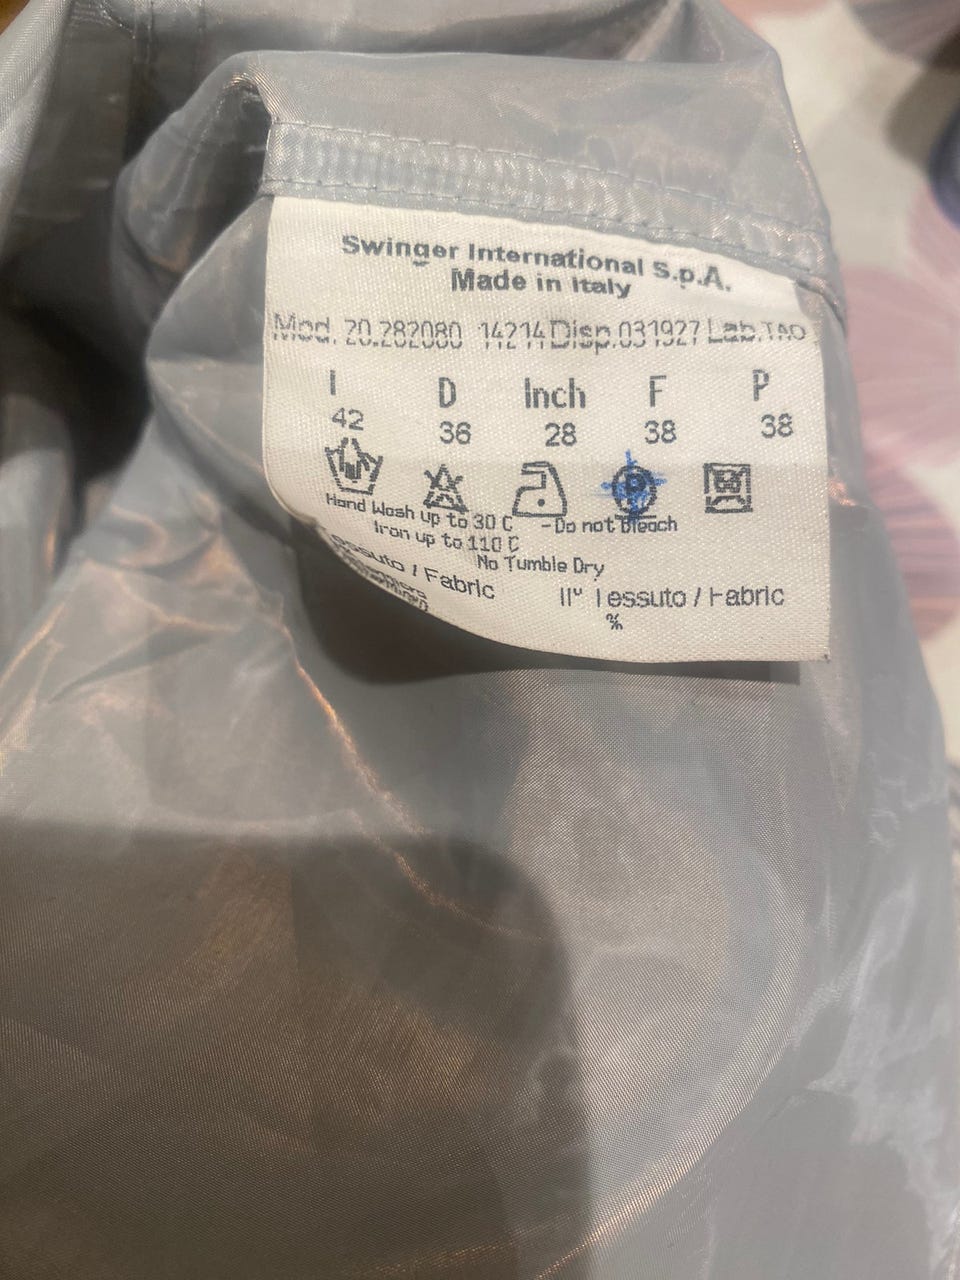 Swinger International S.p.A.
Made in Italy
Mod. 20.282080 14214 Disp.031927 Lab.TAO
I D Inch F P
42 36 28 38 38
P
Hand Wash up to 30 C - Do not Bleach
Iron up to 110 C
No Tumble Dry
essuto / Fabric II° Tessuto / Fabric
%